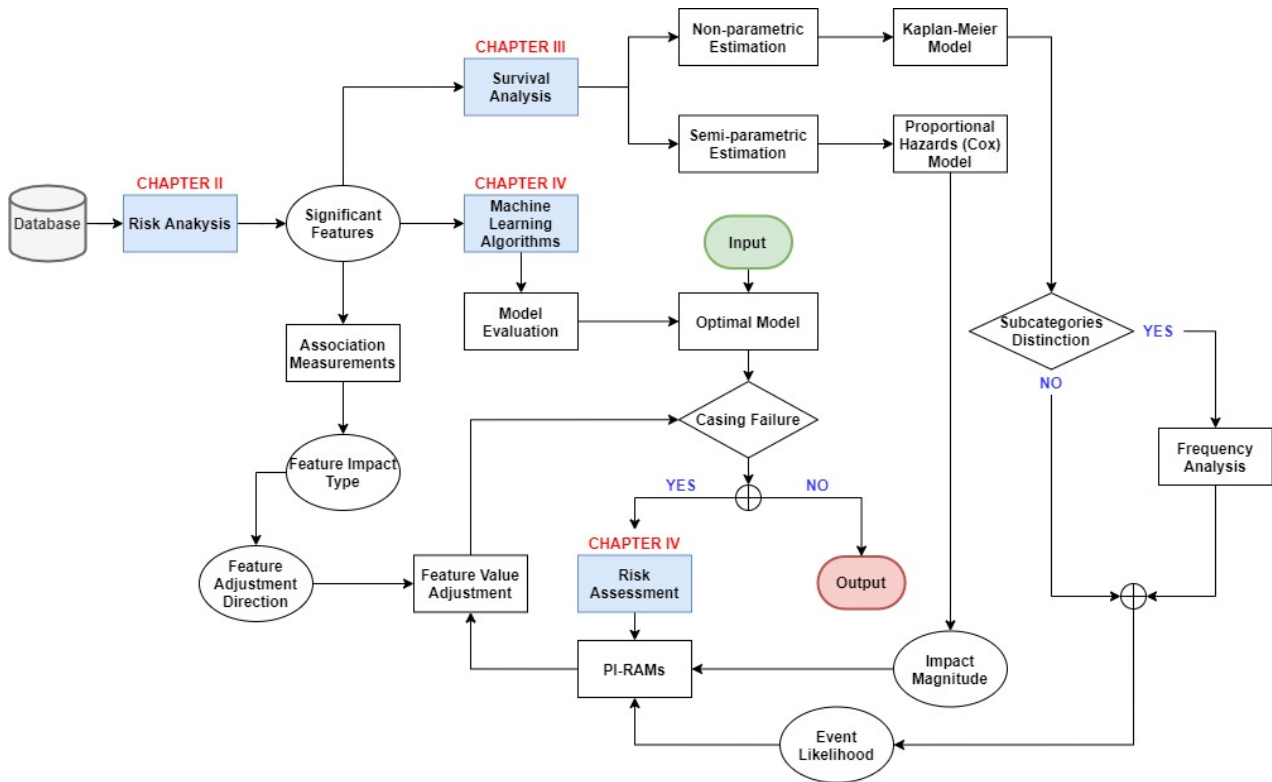 Non-parametric
Estimation
Kaplan-Meier
Model
CHAPTER III
Survival
Analysis
Semi-parametric
Estimation
Proportional
Hazards (Cox)
Model
CHAPTER II
CHAPTER IV
Database
Risk Anakysis
Significant
Features
Machine
Learning
Algorithms
Input
Model
Evaluation
Optimal Model
Subcategories
Distinction
YES
NO
Association
Measurements
Casing Failure
Feature Impact
Type
Frequency
Analysis
YES
NO
CHAPTER IV
Feature
Adjustment
Direction
Feature Value
Adjustment
Risk
Assessment
Output
PI-RAMs
Impact
Magnitude
Event
Likelihood